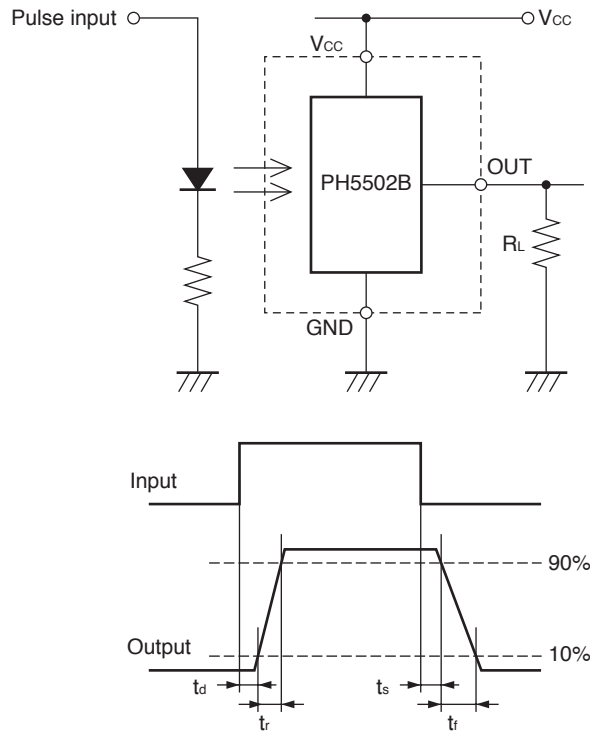 Pulse input
VCC
VCC
PH5502B
OUT
RL
GND
Input
90%
Output
10%
td
ts
tr
tf